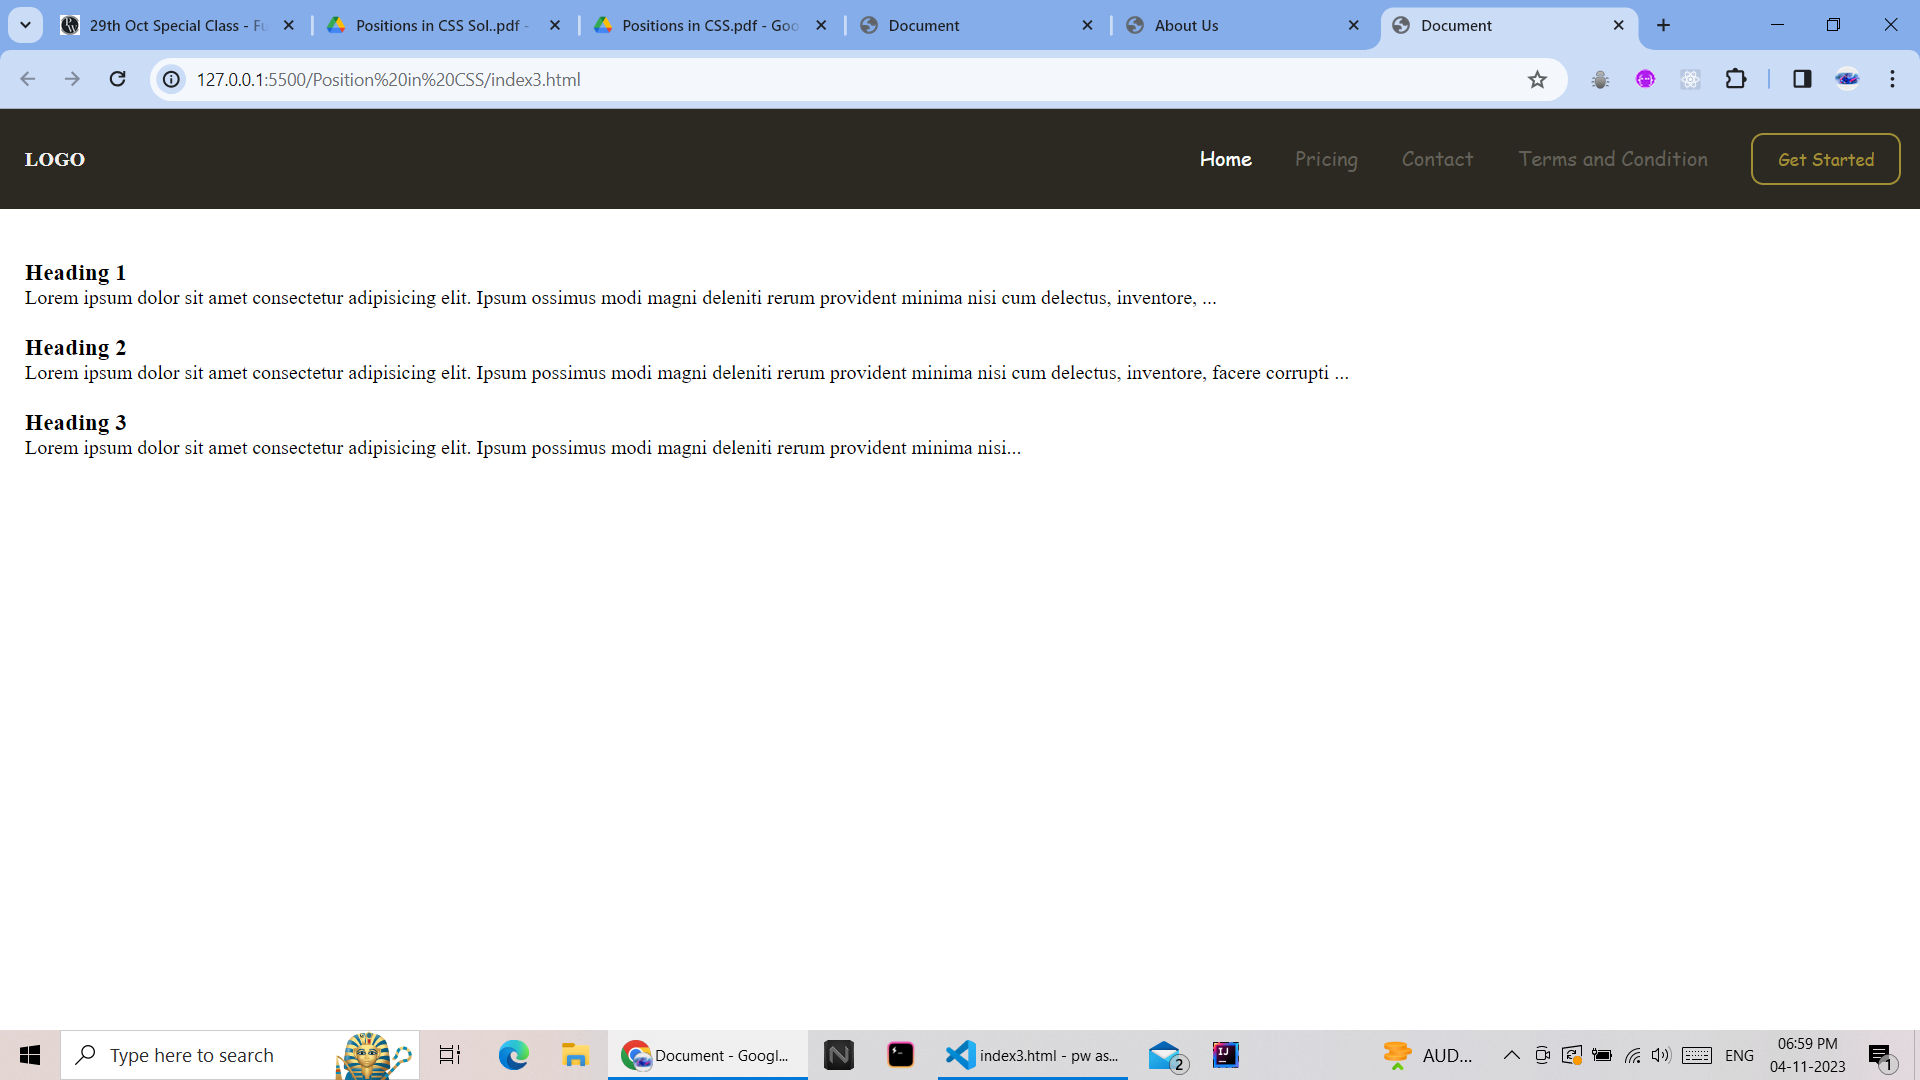 29th Oct Special Class - Fu
Positions in CSS Sol..pdf -
Positions in CSS.pdf - Goo
Document
About Us
Document
127.0.0.1:5500/Position%20in%20CSS/index3.html
LOGO
Home
Pricing
Contact
Terms and Condition
Get Started
Heading 1
Lorem ipsum dolor sit amet consectetur adipisicing elit. Ipsum ossimus modi magni deleniti rerum provident minima nisi cum delectus, inventore, ...
Heading 2
Lorem ipsum dolor sit amet consectetur adipisicing elit. Ipsum possimus modi magni deleniti rerum provident minima nisi cum delectus, inventore, facere corrupti ...
Heading 3
Lorem ipsum dolor sit amet consectetur adipisicing elit. Ipsum possimus modi magni deleniti rerum provident minima nisi...
Type here to search
Document - Googl...
index3.html - pw as...
2
IJ
AUD...
ENG
06:59 PM
04-11-2023
1